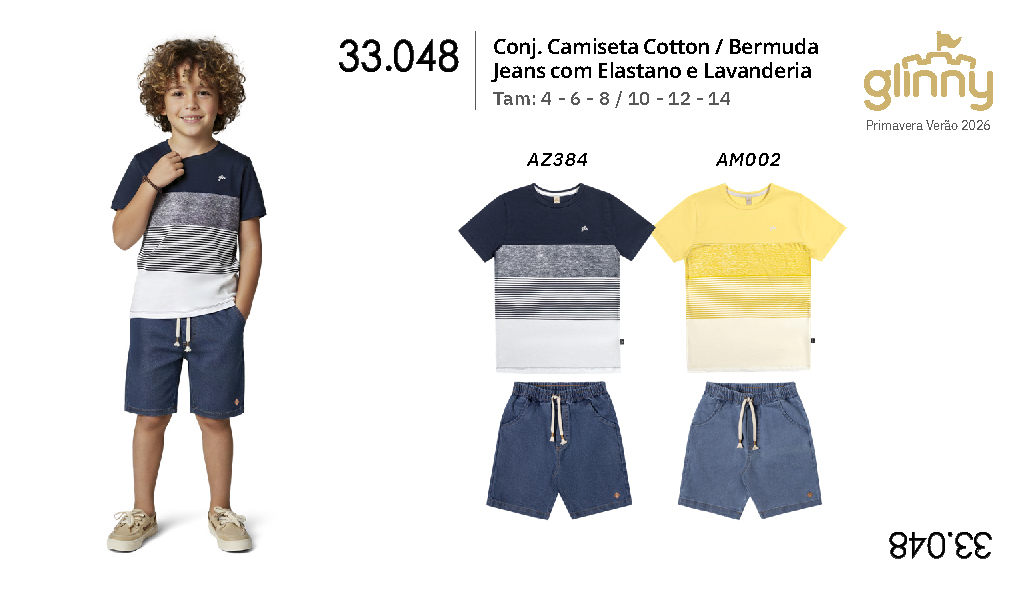 33.048
Conj. Camiseta Cotton / Bermuda
Jeans com Elastano e Lavanderia
Tam: 4 - 6 - 8 / 10 - 12 - 14
glinny
Primavera Verão 2026
AZ384
AM002
33.048